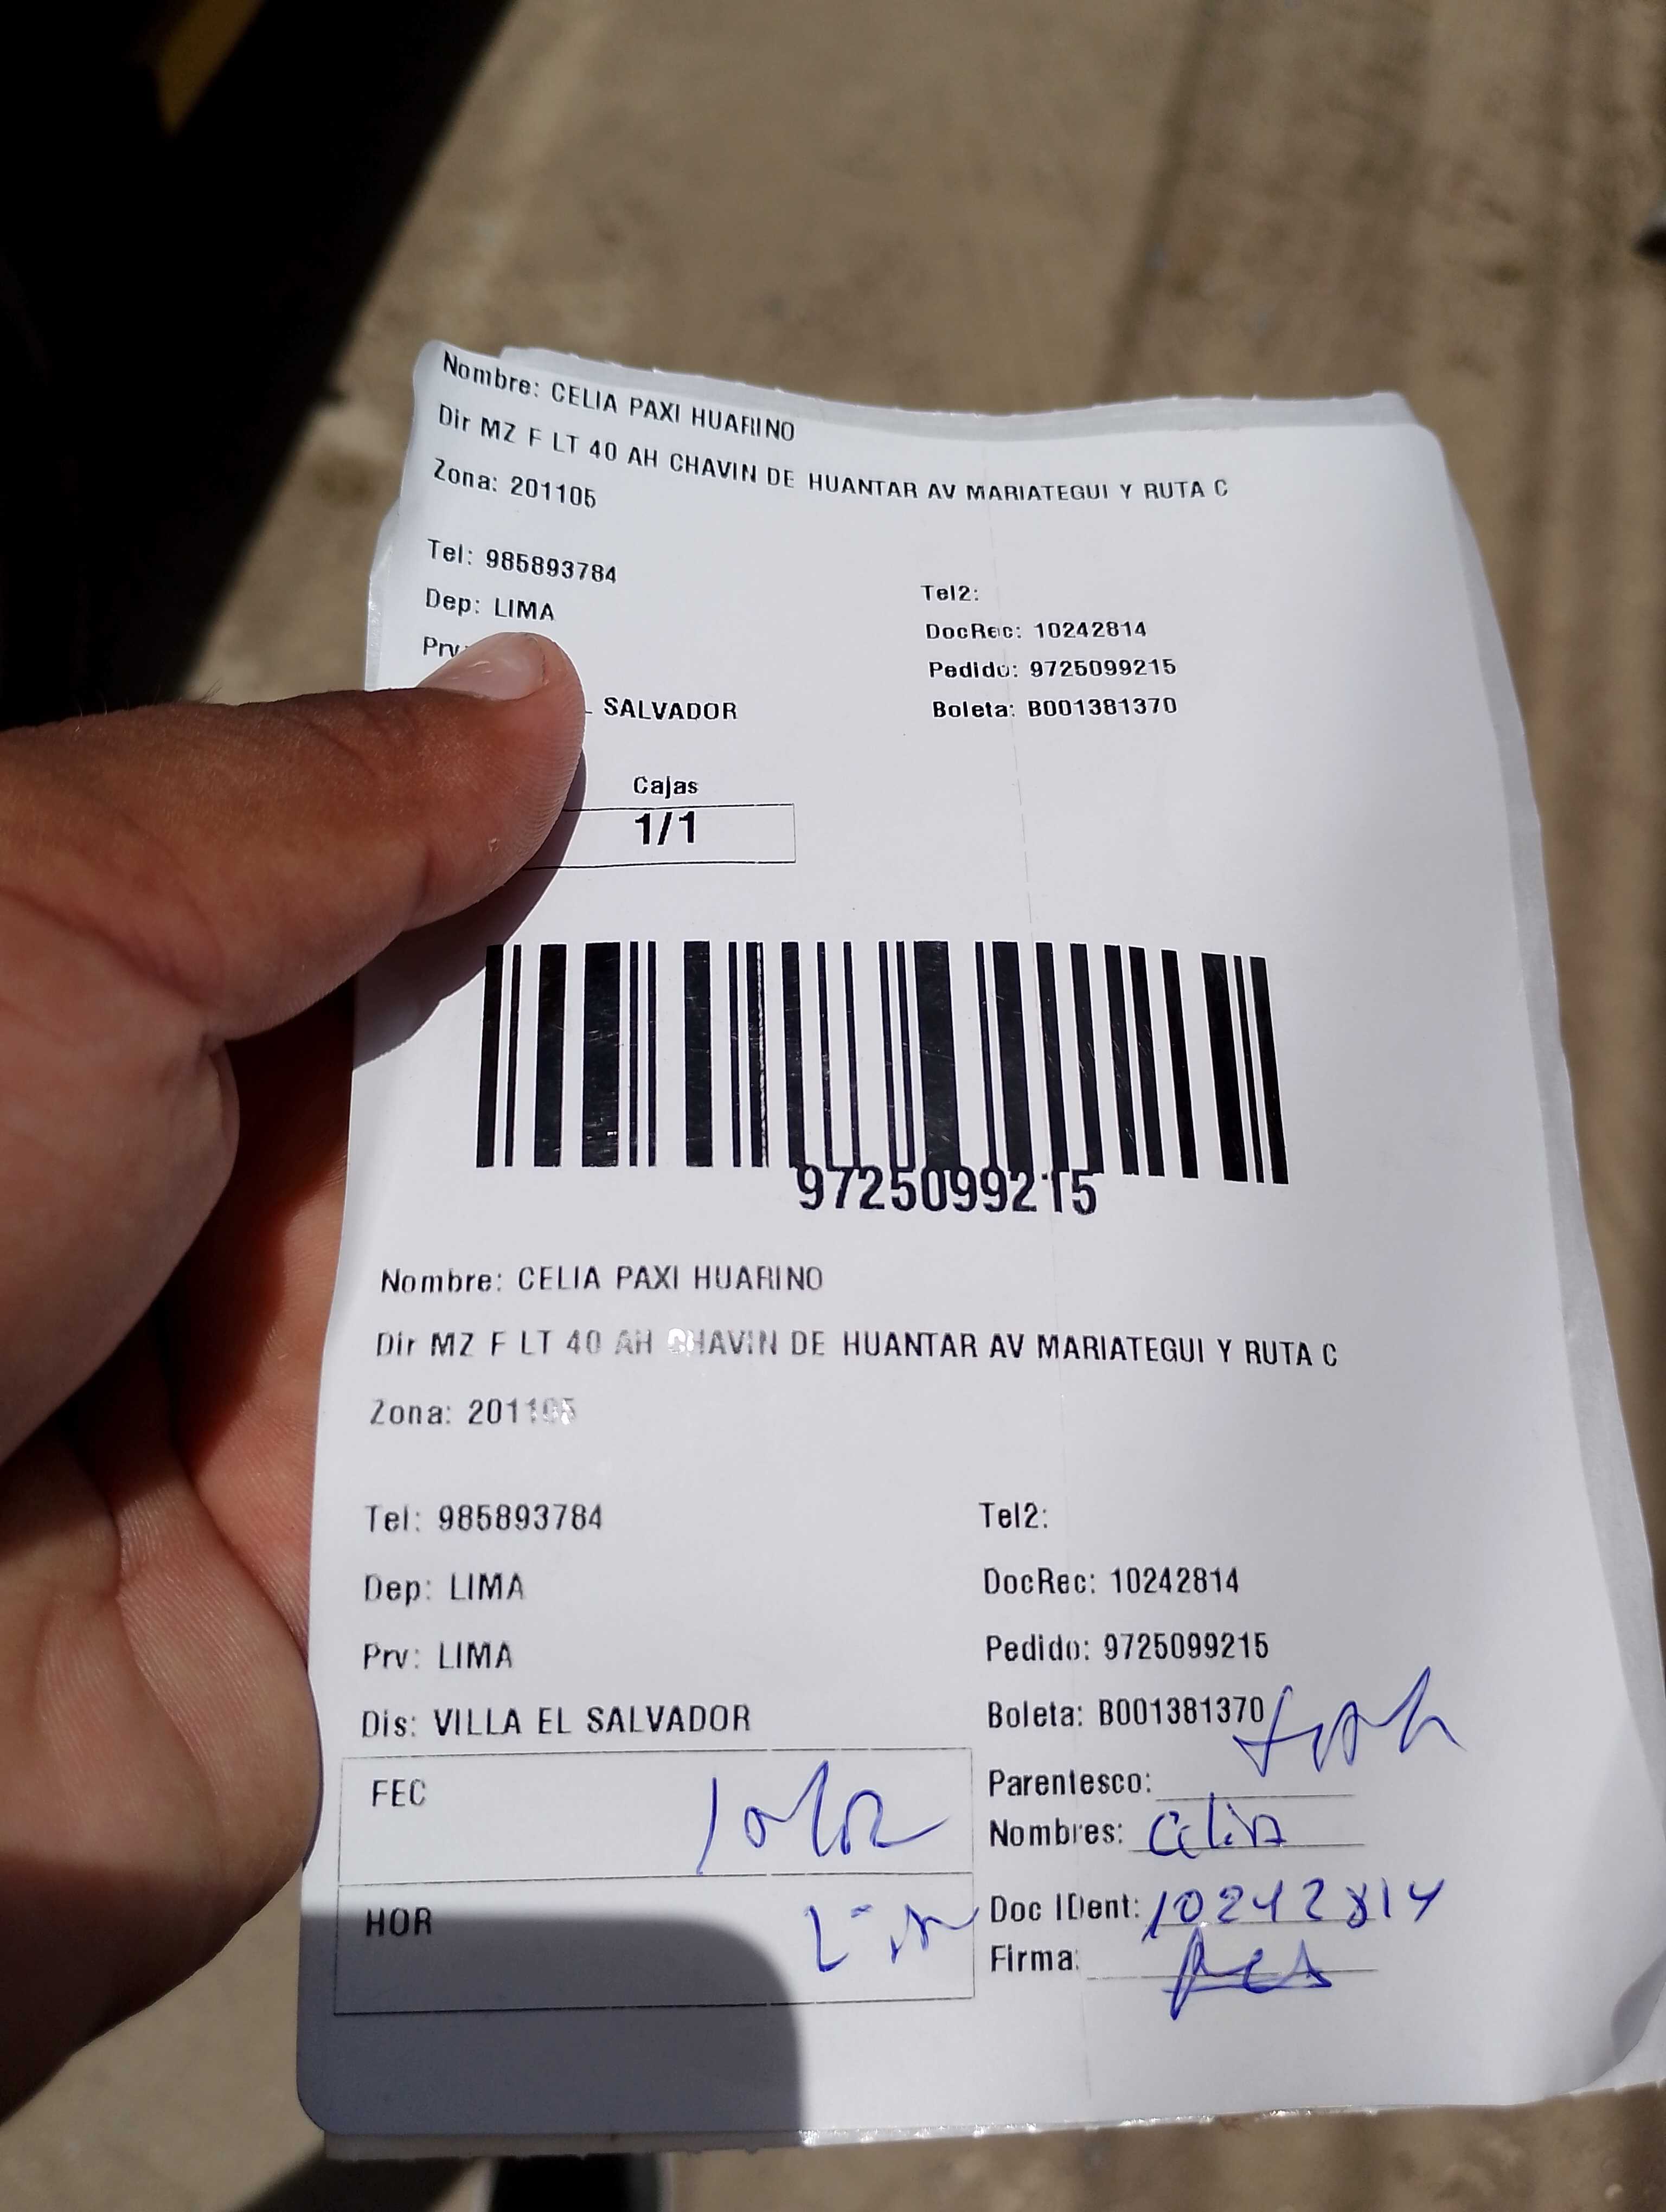 Nombre: CELIA PAXI HUARINO
Dir MZ F LT 40 AH CHAVIN DE HUANTAR AV MARIATEGUI Y RUTA C
Zona: 201105
Tel: 985893784
Tel2:
Dep: LIMA
DocRec: 10242814
Prv
Pedido: 9725099215
SALVADOR
Boleta: B001381370
Cajas
1/1
9725099215
Nombre: CELIA PAXI HUARINO
Dir MZ F LT 40 AH CHAVIN DE HUANTAR AV MARIATEGUI Y RUTA C
Zona: 201105
Tel: 985893784
Tel2:
Dep: LIMA
DocRec: 10242814
Prv: LIMA
Pedido: 9725099215
Dis: VILLA EL SALVADOR
Boleta: B001381370
FEC
Parentesco:
Nombres: Celia
HOR
Doc IDent: 10242814
Firma: